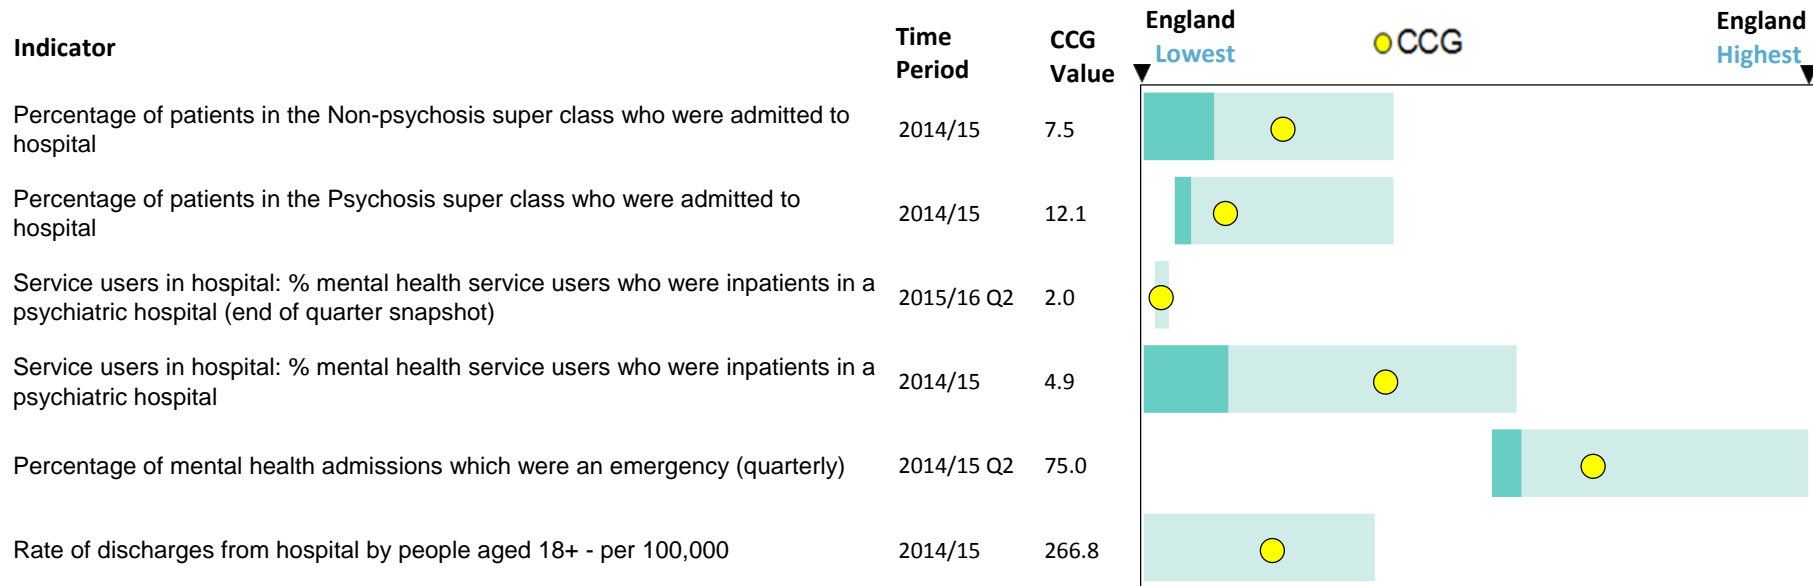 Indicator
Time Period
CCG Value
England Lowest
CCG
England Highest
Percentage of patients in the Non-psychosis super class who were admitted to
hospital
2014/15 7.5
Percentage of patients in the Psychosis super class who were admitted to
hospital
2014/15 12.1
Service users in hospital: % mental health service users who were inpatients in a
psychiatric hospital (end of quarter snapshot)
2015/16 Q2 2.0
Service users in hospital: % mental health service users who were inpatients in a
psychiatric hospital
2014/15 4.9
Percentage of mental health admissions which were an emergency (quarterly) 2014/15 Q2 75.0
Rate of discharges from hospital by people aged 18+ - per 100,000 2014/15 266.8